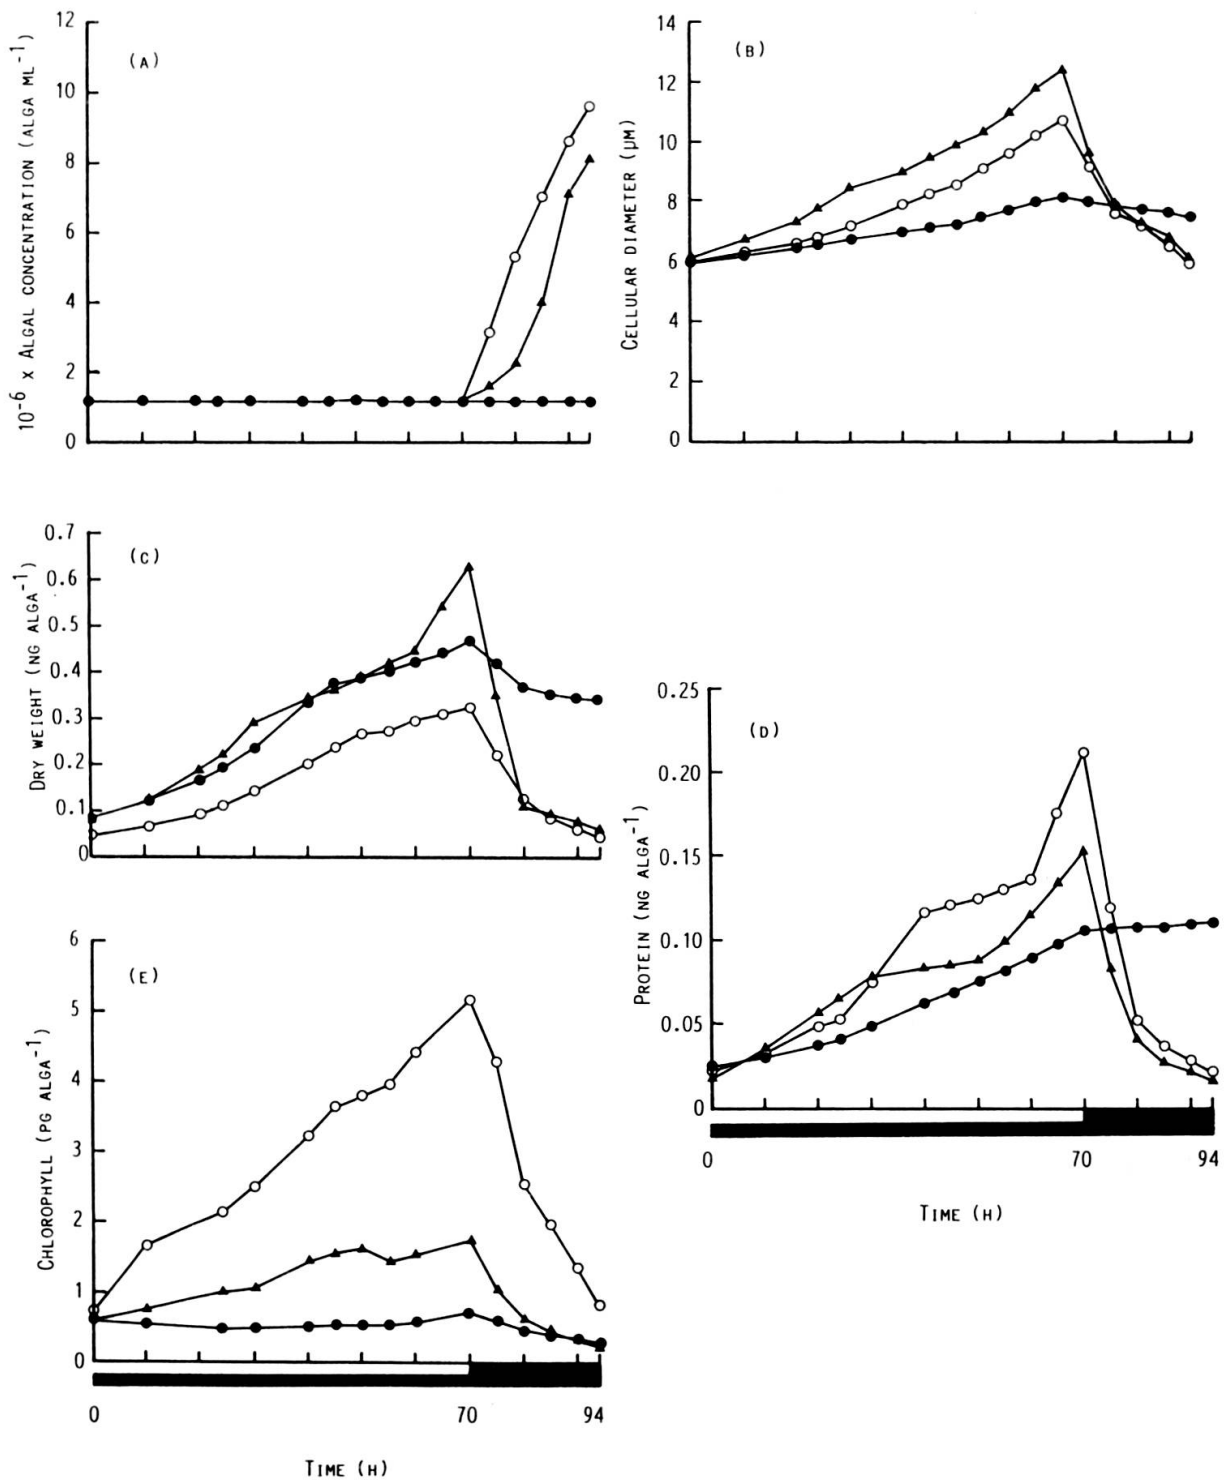 (A)
10⁻⁶ x ALGAL CONCENTRATION (ALGA ML⁻¹)
12
10
8
6
4
2
0
(B)
CELLULAR DIAMETER (µM)
14
12
10
8
6
4
2
0
(C)
DRY WEIGHT (NG ALGA⁻¹)
0.7
0.6
0.5
0.4
0.3
0.2
0.1
0
(D)
PROTEIN (NG ALGA⁻¹)
0.25
0.20
0.15
0.10
0.05
0
0 70 94
TIME (H)
(E)
CHLOROPHYLL (PG ALGA⁻¹)
6
5
4
3
2
1
0
0 70 94
TIME (H)